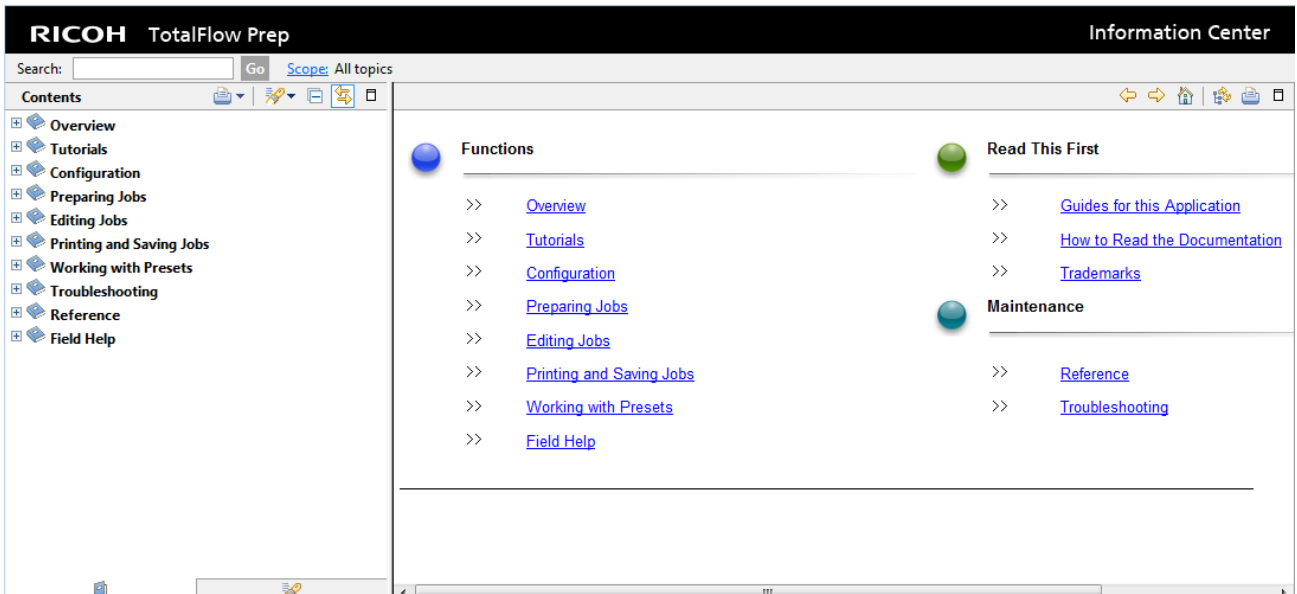 RICOH TotalFlow Prep Information Center
Search: Go Scope: All topics
Contents
Overview
Tutorials
Configuration
Preparing Jobs
Editing Jobs
Printing and Saving Jobs
Working with Presets
Troubleshooting
Reference
Field Help
Functions
>> Overview
>> Tutorials
>> Configuration
>> Preparing Jobs
>> Editing Jobs
>> Printing and Saving Jobs
>> Working with Presets
>> Field Help
Read This First
>> Guides for this Application
>> How to Read the Documentation
>> Trademarks
Maintenance
>> Reference
>> Troubleshooting